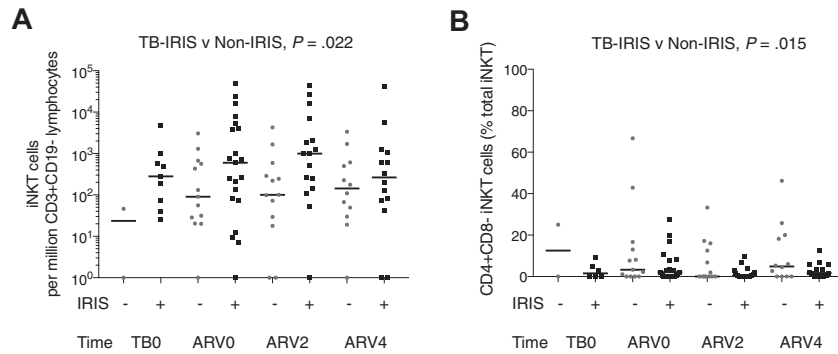 A
TB-IRIS v Non-IRIS, P = .022
iNKT cells
per million CD3+CD19- lymphocytes
10^5
10^4
10^3
10^2
10^1
10^0
IRIS - + - + - + - +
Time TB0 ARV0 ARV2 ARV4
B
TB-IRIS v Non-IRIS, P = .015
CD4+CD8- iNKT cells (% total iNKT)
100
80
60
40
20
0
IRIS - + - + - + - +
Time TB0 ARV0 ARV2 ARV4